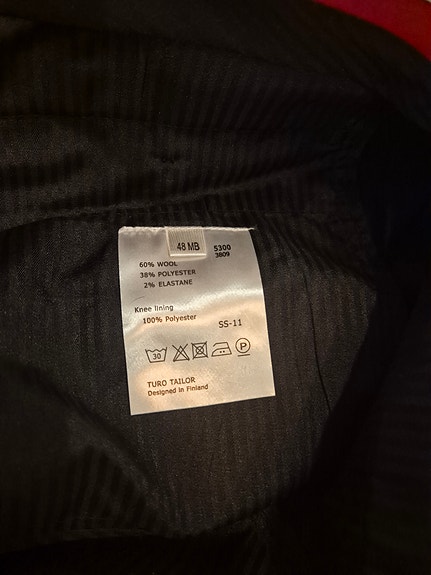 48 MB
5300
3809
60% WOOL
38% POLYESTER
2% ELASTANE
Knee lining
100% Polyester
SS-11
30
P
TURO TAILOR
Designed in Finland